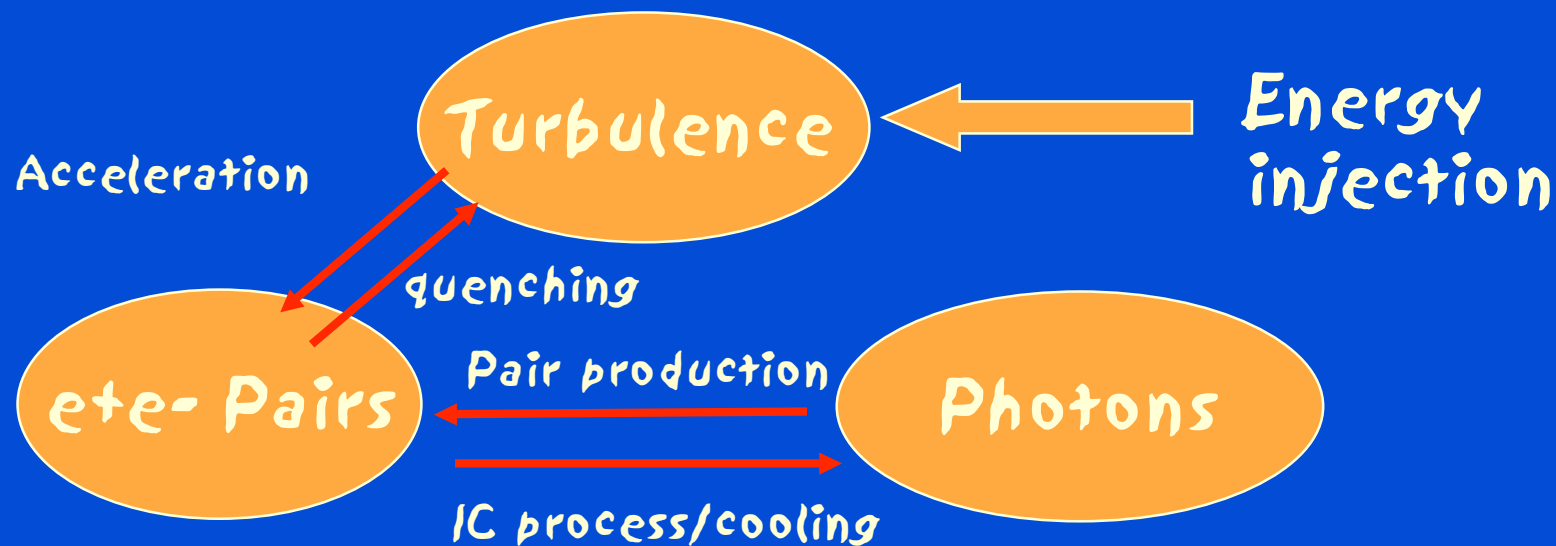 Turbulence
Energy
injection
Acceleration
quenching
e+e- Pairs
Pair production
Photons
IC process/cooling